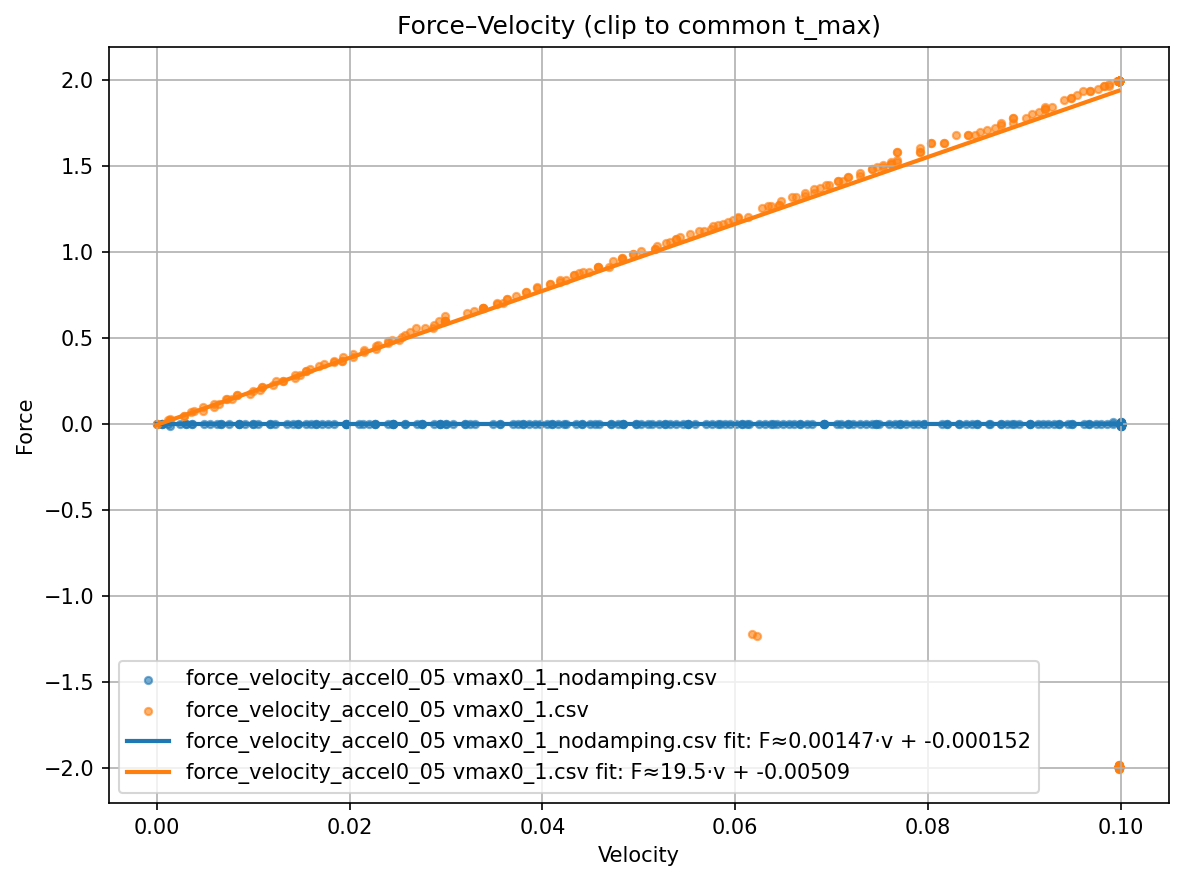 Force–Velocity (clip to common t_max)
2.0
1.5
1.0
0.5
0.0
−0.5
−1.0
−1.5
−2.0
Force
force_velocity_accel0_05 vmax0_1_nodamping.csv
force_velocity_accel0_05 vmax0_1.csv
force_velocity_accel0_05 vmax0_1_nodamping.csv fit: F≈0.00147·v + -0.000152
force_velocity_accel0_05 vmax0_1.csv fit: F≈19.5·v + -0.00509
0.00 0.02 0.04 0.06 0.08 0.10
Velocity